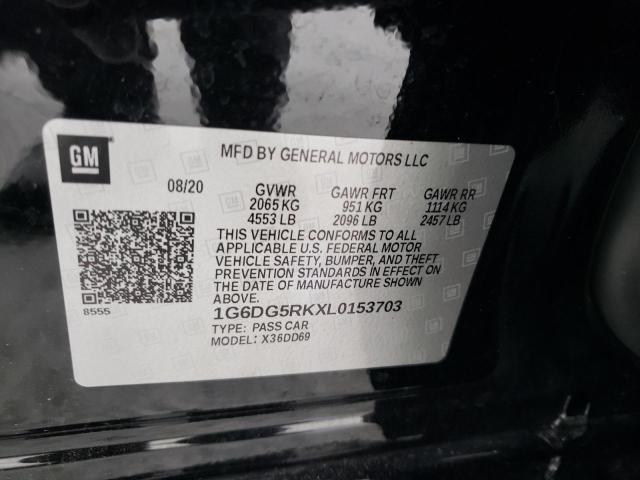 GM
MFD BY GENERAL MOTORS LLC
08/20 GVWR GAWR FRT GAWR RR
2065 KG 951 KG 1114 KG
4553 LB 2096 LB 2457 LB
THIS VEHICLE CONFORMS TO ALL
APPLICABLE U.S. FEDERAL MOTOR
VEHICLE SAFETY, BUMPER, AND THEFT
PREVENTION STANDARDS IN EFFECT ON
THE DATE OF MANUFACTURE SHOWN
ABOVE.
8555
1G6DG5RKXL0153703
TYPE: PASS CAR
MODEL: X36DD69